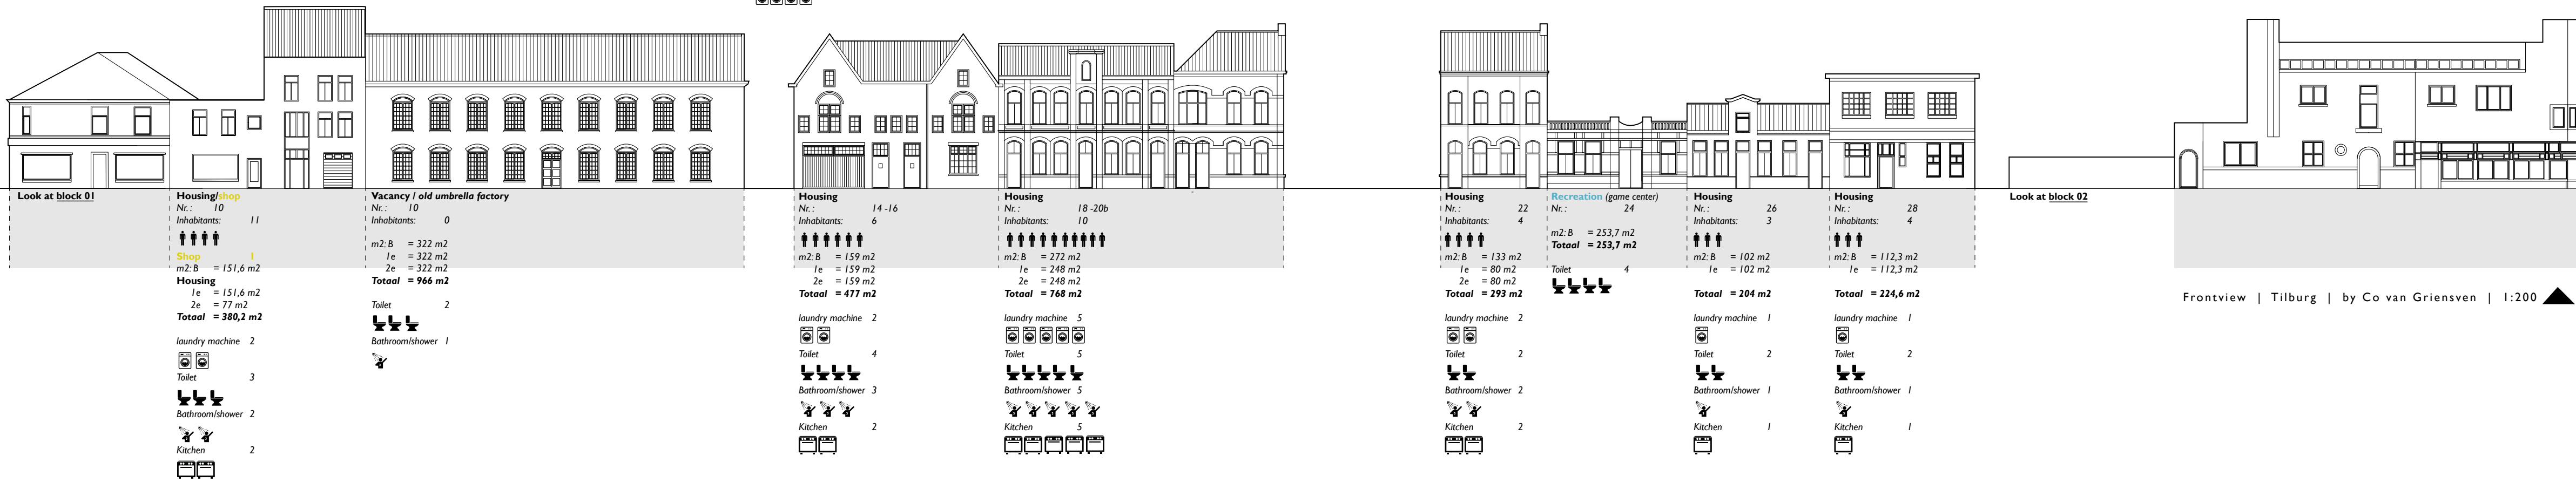 Look at block 01
Housing/shop
Nr. : 10
Inhabitants: 11
Shop 1
m2: B = 151,6 m2
Housing
1e = 151,6 m2
2e = 77 m2
Totaal = 380,2 m2
laundry machine 2
Toilet 3
Bathroom/shower 2
Kitchen 2
Vacancy / old umbrella factory
Nr. : 10
Inhabitants: 0
m2: B = 322 m2
1e = 322 m2
2e = 322 m2
Totaal = 966 m2
Toilet 2
Bathroom/shower 1
Housing
Nr. : 14 -16
Inhabitants: 6
m2: B = 159 m2
1e = 159 m2
2e = 159 m2
Totaal = 477 m2
laundry machine 2
Toilet 4
Bathroom/shower 3
Kitchen 2
Housing
Nr. : 18 -20b
Inhabitants: 10
m2: B = 272 m2
1e = 248 m2
2e = 248 m2
Totaal = 768 m2
laundry machine 5
Toilet 5
Bathroom/shower 5
Kitchen 5
Housing
Nr. : 22
Inhabitants: 4
m2: B = 133 m2
1e = 80 m2
2e = 80 m2
Totaal = 293 m2
laundry machine 2
Toilet 2
Bathroom/shower 2
Kitchen 2
Recreation (game center)
Nr. : 24
m2: B = 253,7 m2
Totaal = 253,7 m2
Toilet 4
Housing
Nr. : 26
Inhabitants: 3
m2: B = 102 m2
1e = 102 m2
Totaal = 204 m2
laundry machine 1
Toilet 2
Bathroom/shower 1
Kitchen 1
Housing
Nr. : 28
Inhabitants: 4
m2: B = 112,3 m2
1e = 112,3 m2
Totaal = 224,6 m2
laundry machine 1
Toilet 2
Bathroom/shower 1
Kitchen 1
Look at block 02
Frontview | Tilburg | by Co van Griensven | 1:200